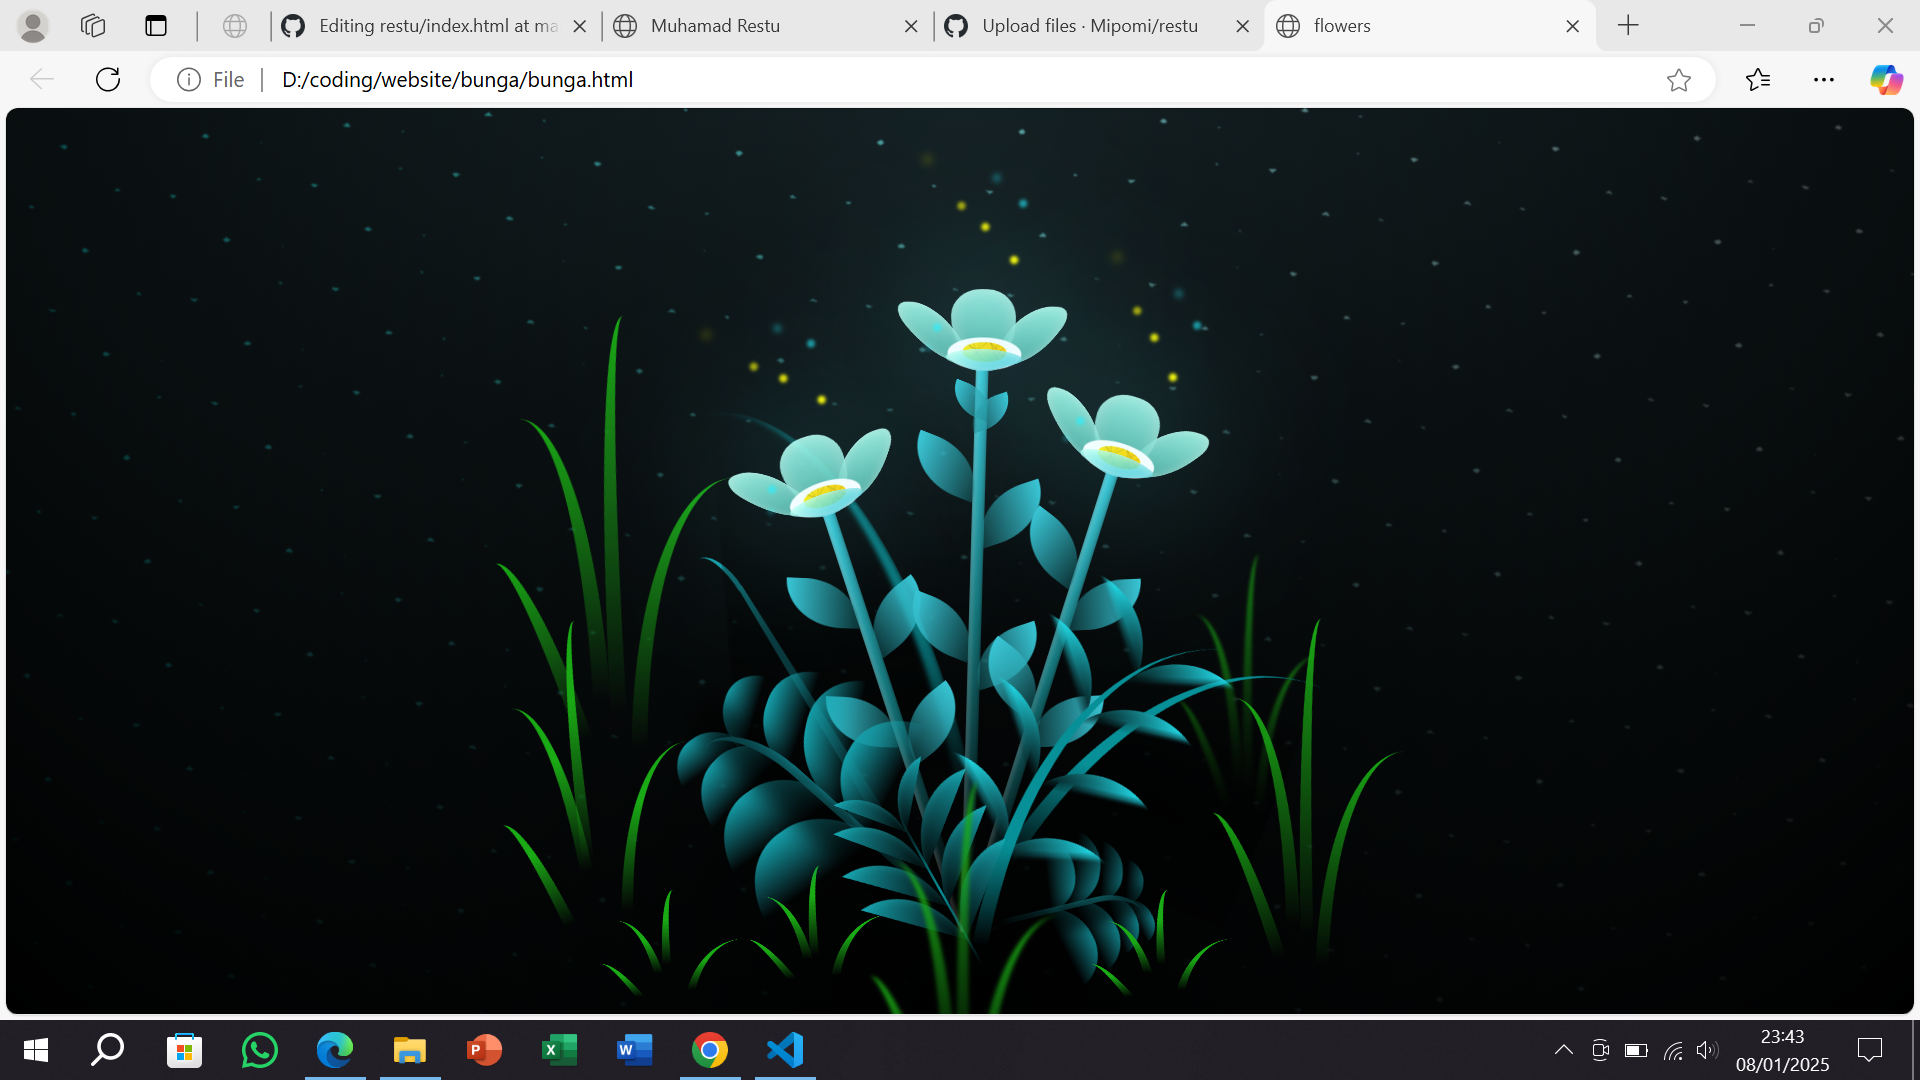 Editing restu/index.html at ma
Muhamad Restu
Upload files · Mipomi/restu
flowers
File
D:/coding/website/bunga/bunga.html
23:43
08/01/2025